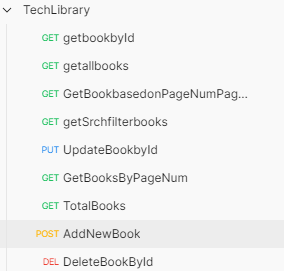 TechLibrary
GET getbookbyId
GET getallbooks
GET GetBookbasedonPageNumPag...
GET getSrchfilterbooks
PUT UpdateBookbyId
GET GetBooksByPageNum
GET TotalBooks
POST AddNewBook
DEL DeleteBookById